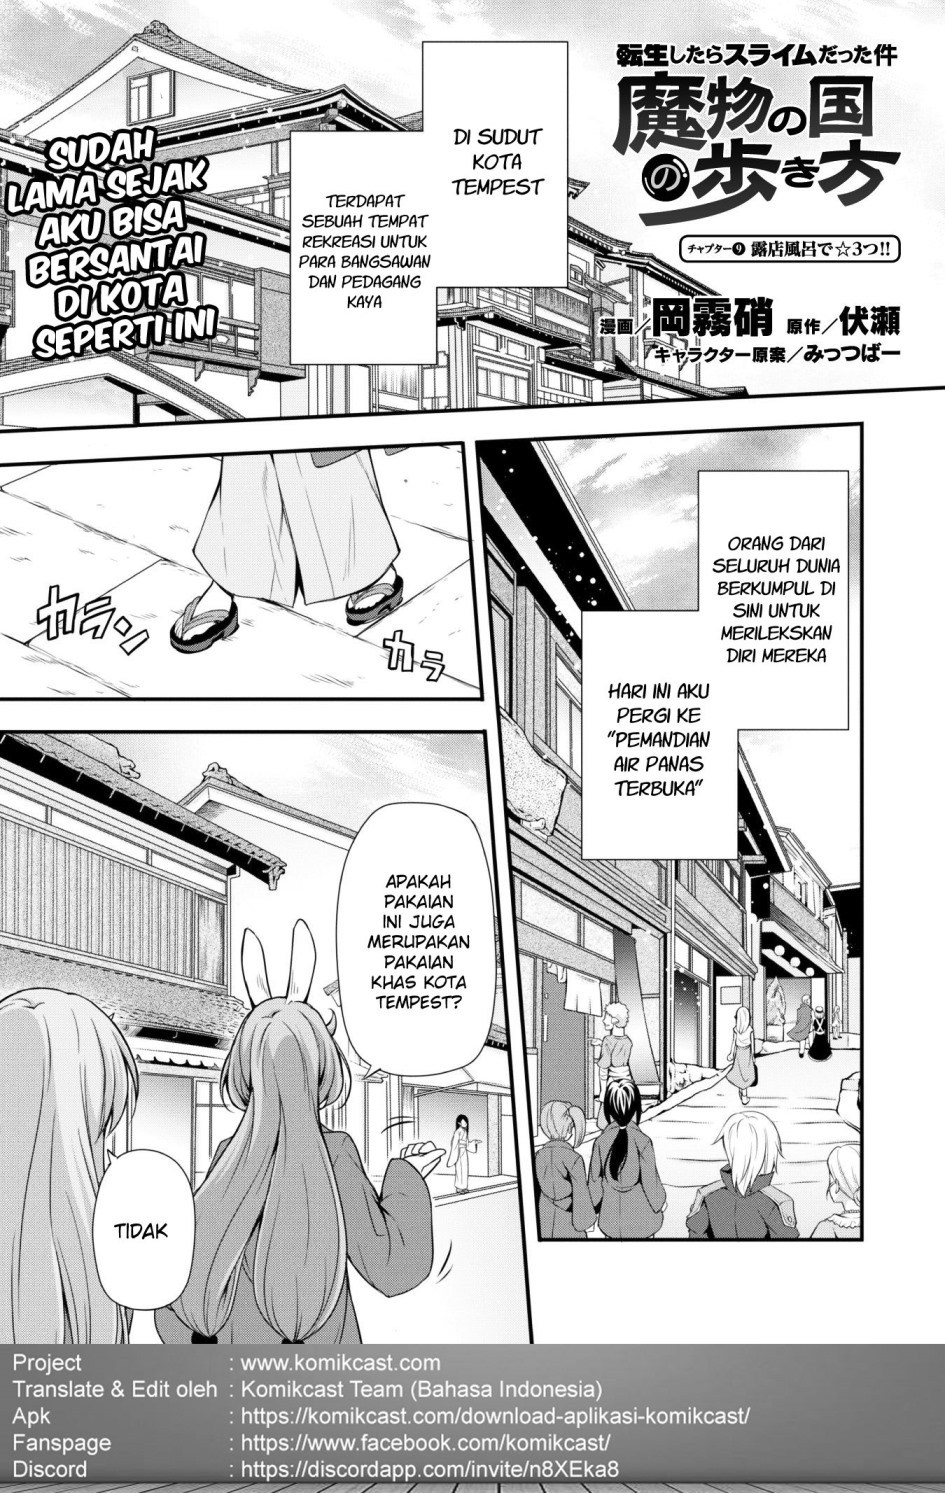 転生したらスライムだった件
魔物の国
の歩き方
チャプター9 露店風呂で☆3つ!!
漫画／岡霧硝 原作／伏瀬
キャラクター原案／みっつばー
DI SUDUT
KOTA
TEMPEST
TERDAPAT
SEBUAH TEMPAT
REKREASI UNTUK
PARA BANGSAWAN
DAN PEDAGANG
KAYA
SUDAH
LAMA SEJAK
AKU BISA
BERSANTAI
DI KOTA
SEPERTI INI
カラン
カラ
ORANG DARI
SELURUH DUNIA
BERKUMPUL DI
SINI UNTUK
MERILEKSKAN
DIRI MEREKA
HARI INI AKU
PERGI KE
"PEMANDIAN
AIR PANAS
TERBUKA"
APAKAH
PAKAIAN
INI JUGA
MERUPAKAN
PAKAIAN
KHAS KOTA
TEMPEST?
TIDAK
Project : www.komikcast.com
Translate & Edit oleh : Komikcast Team (Bahasa Indonesia)
Apk : https://komikcast.com/download-aplikasi-komikcast/
Fanspage : https://www.facebook.com/komikcast/
Discord : https://discordapp.com/invite/n8XEka8